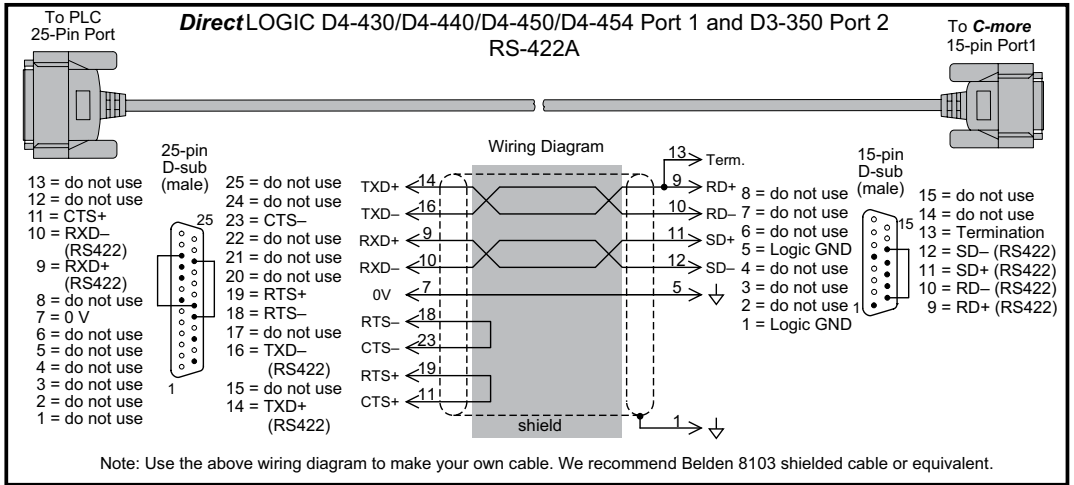 To PLC
25-Pin Port
DirectLOGIC D4-430/D4-440/D4-450/D4-454 Port 1 and D3-350 Port 2
RS-422A
To C-more
15-pin Port1
25-pin
D-sub
(male)
13 = do not use
12 = do not use
11 = CTS+
10 = RXD–
(RS422)
9 = RXD+
(RS422)
8 = do not use
7 = 0 V
6 = do not use
5 = do not use
4 = do not use
3 = do not use
2 = do not use
1 = do not use
25
1
25 = do not use
24 = do not use
23 = CTS–
22 = do not use
21 = do not use
20 = do not use
19 = RTS+
18 = RTS–
17 = do not use
16 = TXD–
(RS422)
15 = do not use
14 = TXD+
(RS422)
Wiring Diagram
13 Term.
TXD+ 14 9 RD+
TXD– 16 10 RD–
RXD+ 9 11 SD+
RXD– 10 12 SD–
0V 7 5
RTS– 18
CTS– 23
RTS+ 19
CTS+ 11
shield
1
15-pin
D-sub
(male)
8 = do not use
7 = do not use
6 = do not use
5 = Logic GND
4 = do not use
3 = do not use
2 = do not use
1 = Logic GND
15
1
15 = do not use
14 = do not use
13 = Termination
12 = SD– (RS422)
11 = SD+ (RS422)
10 = RD– (RS422)
9 = RD+ (RS422)
Note: Use the above wiring diagram to make your own cable. We recommend Belden 8103 shielded cable or equivalent.